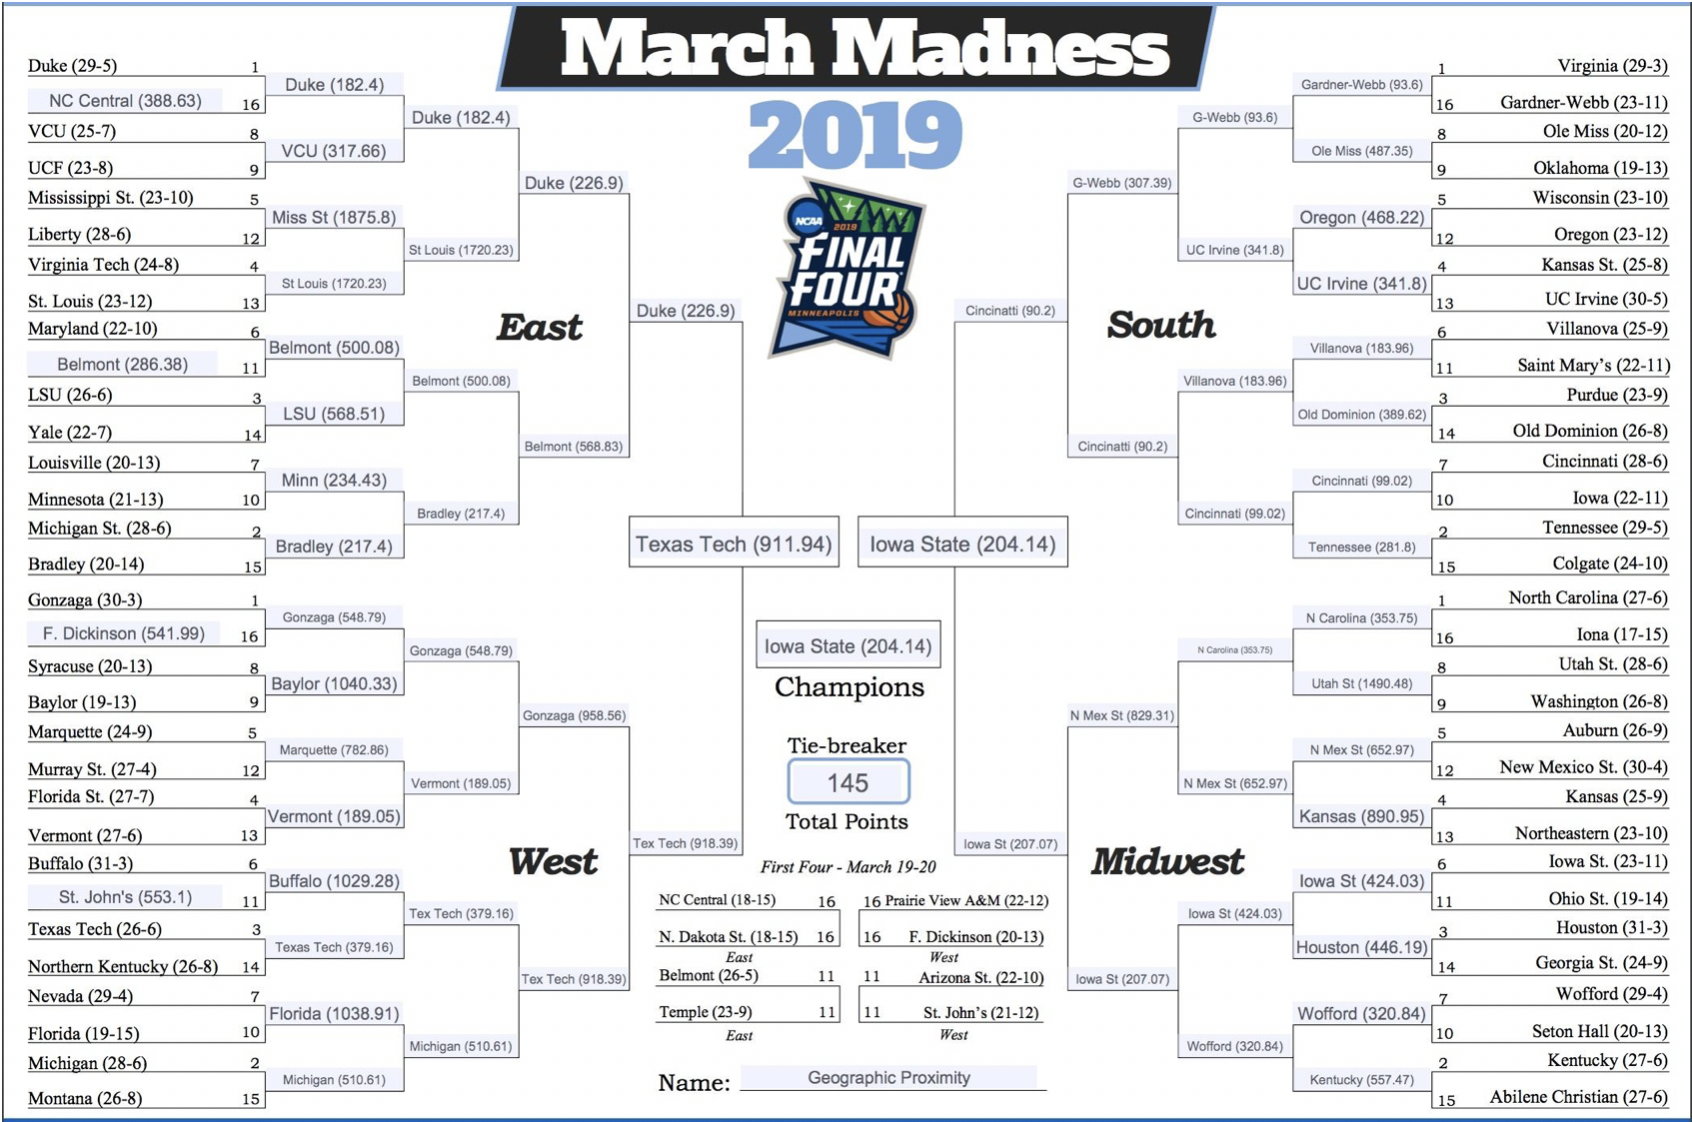 March Madness
2019
NCAA
2019
FINAL
FOUR
MINNEAPOLIS
Duke (29-5) 1
NC Central (388.63) 16
VCU (25-7) 8
UCF (23-8) 9
Mississippi St. (23-10) 5
Liberty (28-6) 12
Virginia Tech (24-8) 4
St. Louis (23-12) 13
Maryland (22-10) 6
Belmont (286.38) 11
LSU (26-6) 3
Yale (22-7) 14
Louisville (20-13) 7
Minnesota (21-13) 10
Michigan St. (28-6) 2
Bradley (20-14) 15
Duke (182.4)
VCU (317.66)
Miss St (1875.8)
St Louis (1720.23)
Belmont (500.08)
LSU (568.51)
Minn (234.43)
Bradley (217.4)
Duke (182.4)
St Louis (1720.23)
Belmont (500.08)
Bradley (217.4)
Duke (226.9)
Belmont (568.83)
East
Duke (226.9)
Gonzaga (30-3) 1
F. Dickinson (541.99) 16
Syracuse (20-13) 8
Baylor (19-13) 9
Marquette (24-9) 5
Murray St. (27-4) 12
Florida St. (27-7) 4
Vermont (27-6) 13
Buffalo (31-3) 6
St. John's (553.1) 11
Texas Tech (26-6) 3
Northern Kentucky (26-8) 14
Nevada (29-4) 7
Florida (19-15) 10
Michigan (28-6) 2
Montana (26-8) 15
Gonzaga (548.79)
Baylor (1040.33)
Marquette (782.86)
Vermont (189.05)
Buffalo (1029.28)
Texas Tech (379.16)
Florida (1038.91)
Michigan (510.61)
Gonzaga (548.79)
Vermont (189.05)
Tex Tech (379.16)
Michigan (510.61)
Gonzaga (958.56)
Tex Tech (918.39)
West
Tex Tech (918.39)
Texas Tech (911.94)
Iowa State (204.14)
Iowa State (204.14)
Champions
Tie-breaker
145
Total Points
First Four - March 19-20
NC Central (18-15) 16
N. Dakota St. (18-15) 16
East
Belmont (26-5) 11
Temple (23-9) 11
East
16 Prairie View A&M (22-12)
16 F. Dickinson (20-13)
West
11 Arizona St. (22-10)
11 St. John’s (21-12)
West
Name: Geographic Proximity
1 Virginia (29-3)
16 Gardner-Webb (23-11)
8 Ole Miss (20-12)
9 Oklahoma (19-13)
5 Wisconsin (23-10)
12 Oregon (23-12)
4 Kansas St. (25-8)
13 UC Irvine (30-5)
6 Villanova (25-9)
11 Saint Mary’s (22-11)
3 Purdue (23-9)
14 Old Dominion (26-8)
7 Cincinnati (28-6)
10 Iowa (22-11)
2 Tennessee (29-5)
15 Colgate (24-10)
Gardner-Webb (93.6)
Ole Miss (487.35)
Oregon (468.22)
UC Irvine (341.8)
Villanova (183.96)
Old Dominion (389.62)
Cincinatti (99.02)
Tennessee (281.8)
G-Webb (93.6)
UC Irvine (341.8)
Villanova (183.96)
Cincinatti (99.02)
G-Webb (307.39)
Cincinatti (90.2)
South
Cincinatti (90.2)
1 North Carolina (27-6)
16 Iona (17-15)
8 Utah St. (28-6)
9 Washington (26-8)
5 Auburn (26-9)
12 New Mexico St. (30-4)
4 Kansas (25-9)
13 Northeastern (23-10)
6 Iowa St. (23-11)
11 Ohio St. (19-14)
3 Houston (31-3)
14 Georgia St. (24-9)
7 Wofford (29-4)
10 Seton Hall (20-13)
2 Kentucky (27-6)
15 Abilene Christian (27-6)
N Carolina (353.75)
Utah St (1490.48)
N Mex St (652.97)
Kansas (890.95)
Iowa St (424.03)
Houston (446.19)
Wofford (320.84)
Kentucky (557.47)
N Carolina (353.75)
N Mex St (652.97)
Iowa St (424.03)
Wofford (320.84)
N Mex St (829.31)
Iowa St (207.07)
Midwest
Iowa St (207.07)